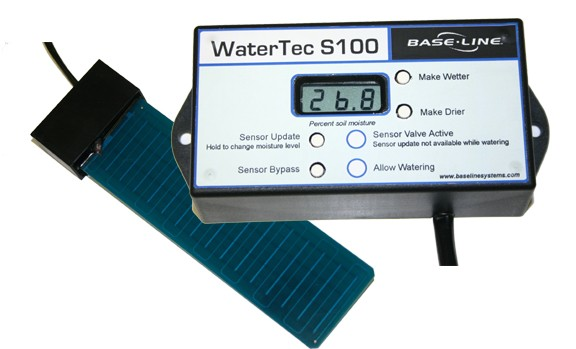 WaterTec S100
BASE·LINE
Make Wetter
26.8
Make Drier
Percent soil moisture
Sensor Update
Hold to change moisture level
Sensor Valve Active
Sensor update not available while watering
Sensor Bypass
Allow Watering
www.baselinesystems.com